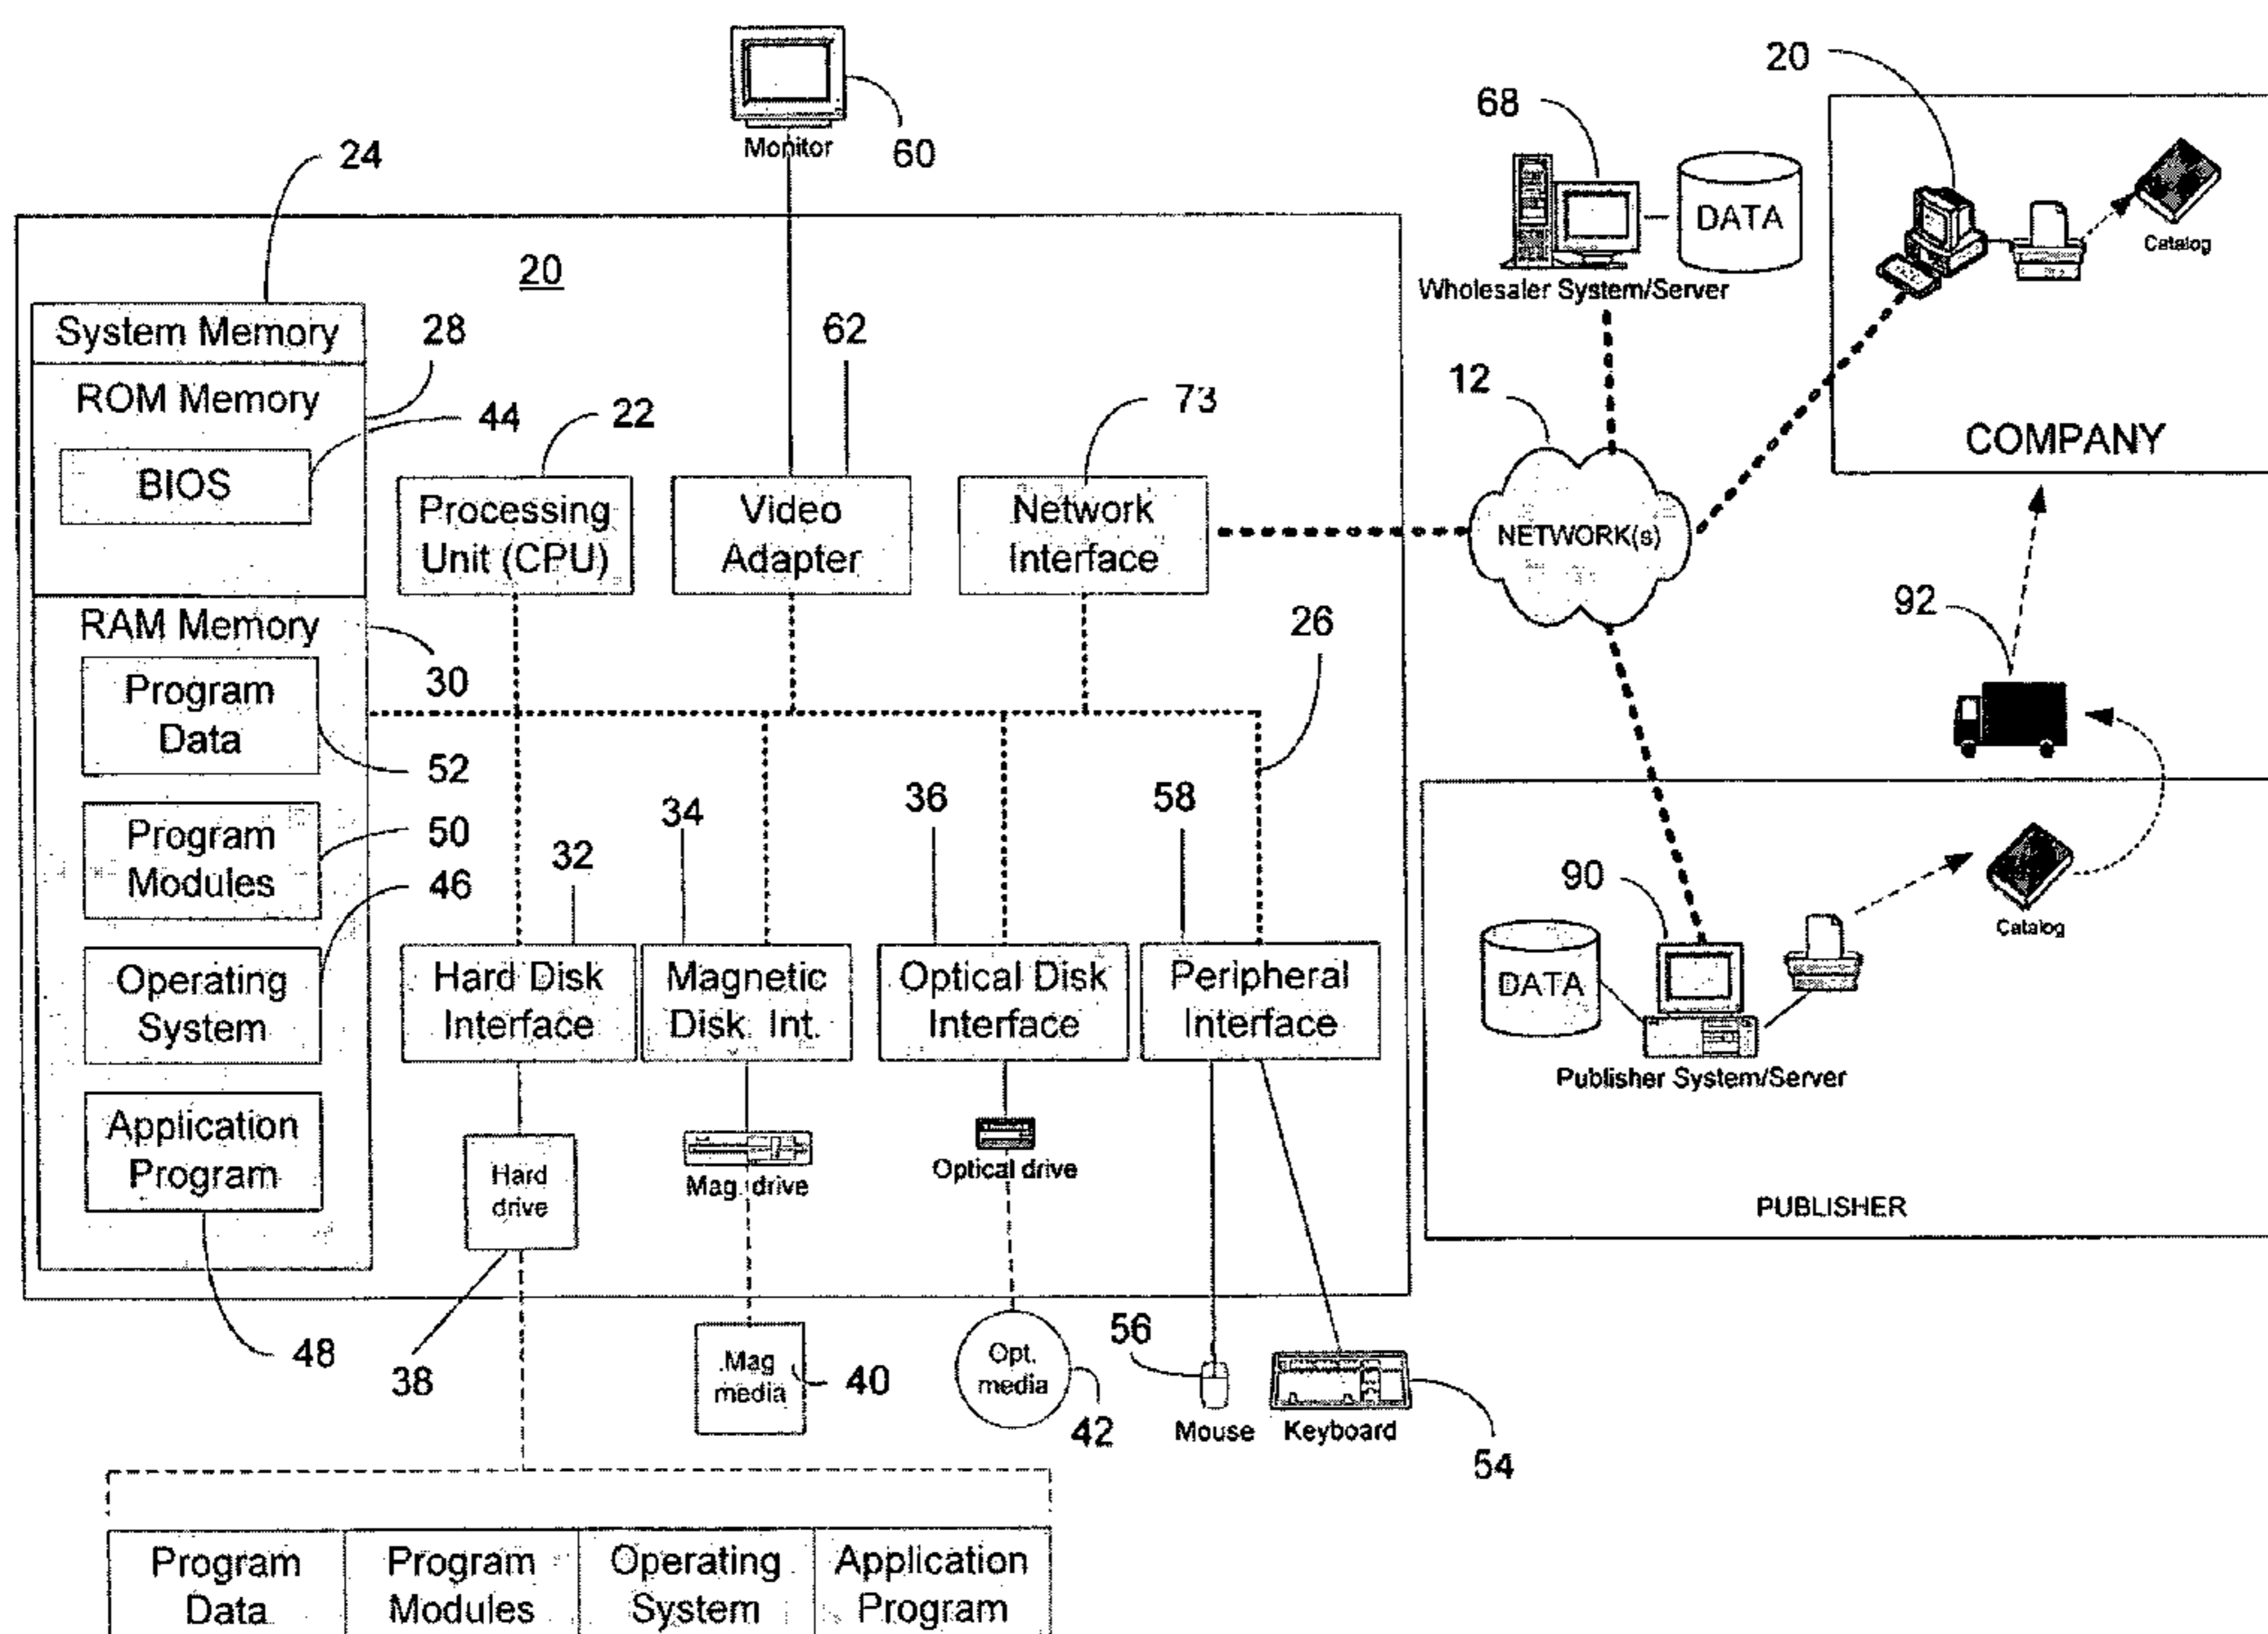 Monitor
60
24
20
System Memory
28
ROM Memory
44
BIOS
22
Processing
Unit (CPU)
62
Video
Adapter
73
Network
Interface
RAM Memory
30
Program
Data
52
Program
Modules
50
46
Operating
System
Application
Program
48
26
32
Hard Disk
Interface
34
Magnetic
Disk Int.
36
Optical Disk
Interface
58
Peripheral
Interface
Hard
drive
38
Mag. drive
Optical drive
Mag
media
40
Opt.
media
42
56
Mouse
Keyboard
54
Program
Data
Program
Modules
Operating
System
Application
Program
68
DATA
Wholesaler System/Server
20
Catalog
COMPANY
12
NETWORK(s)
92
90
DATA
Catalog
Publisher System/Server
PUBLISHER